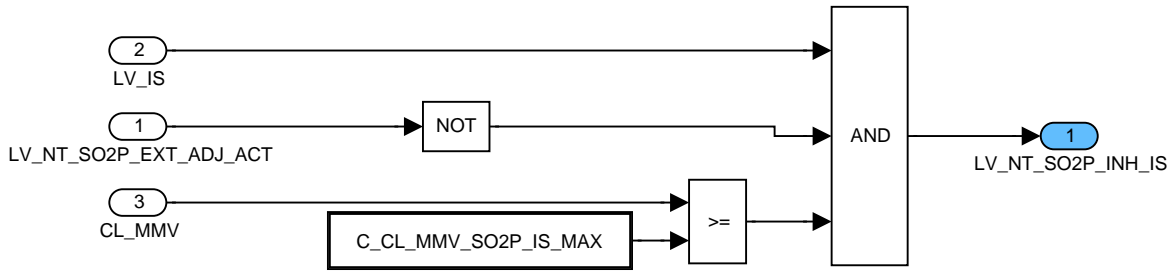 2
LV_IS
1
LV_NT_SO2P_EXT_ADJ_ACT
NOT
3
CL_MMV
C_CL_MMV_SO2P_IS_MAX
>=
AND
1
LV_NT_SO2P_INH_IS